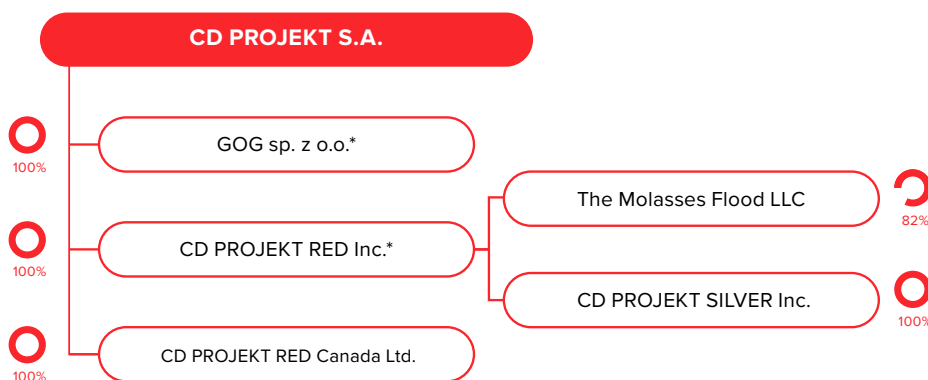 CD PROJEKT S.A.
GOG sp. z o.o.*
100%
The Molasses Flood LLC
82%
CD PROJEKT RED Inc.*
100%
CD PROJEKT SILVER Inc.
100%
CD PROJEKT RED Canada Ltd.
100%